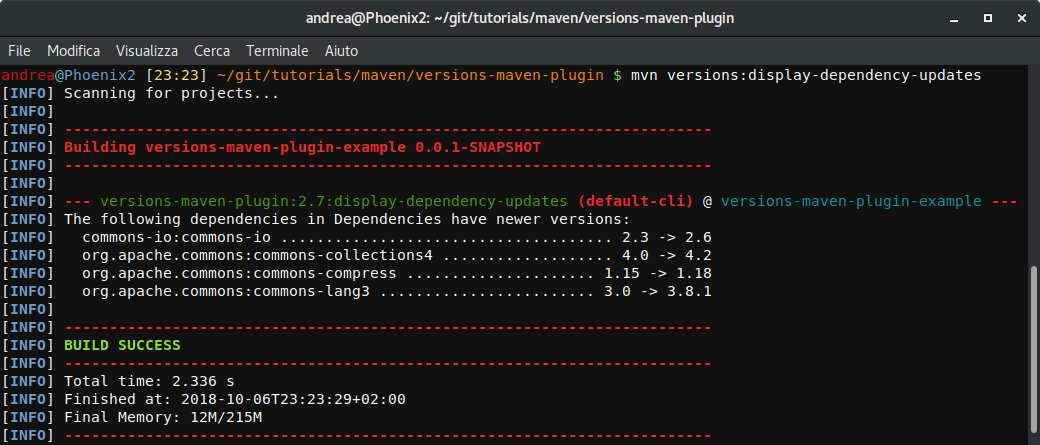 andrea@Phoenix2: ~/git/tutorials/maven/versions-maven-plugin
File Modifica Visualizza Cerca Terminale Aiuto
andrea@Phoenix2 [23:23] ~/git/tutorials/maven/versions-maven-plugin $ mvn versions:display-dependency-updates
[INFO] Scanning for projects...
[INFO]
[INFO] ------------------------------------------------------------------------
[INFO] Building versions-maven-plugin-example 0.0.1-SNAPSHOT
[INFO] ------------------------------------------------------------------------
[INFO]
[INFO] --- versions-maven-plugin:2.7:display-dependency-updates (default-cli) @ versions-maven-plugin-example ---
[INFO] The following dependencies in Dependencies have newer versions:
[INFO]   commons-io:commons-io ..................................... 2.3 -> 2.6
[INFO]   org.apache.commons:commons-collections4 ................... 4.0 -> 4.2
[INFO]   org.apache.commons:commons-compress ..................... 1.15 -> 1.18
[INFO]   org.apache.commons:commons-lang3 ........................ 3.0 -> 3.8.1
[INFO]
[INFO] ------------------------------------------------------------------------
[INFO] BUILD SUCCESS
[INFO] ------------------------------------------------------------------------
[INFO] Total time: 2.336 s
[INFO] Finished at: 2018-10-06T23:23:29+02:00
[INFO] Final Memory: 12M/215M
[INFO] ------------------------------------------------------------------------